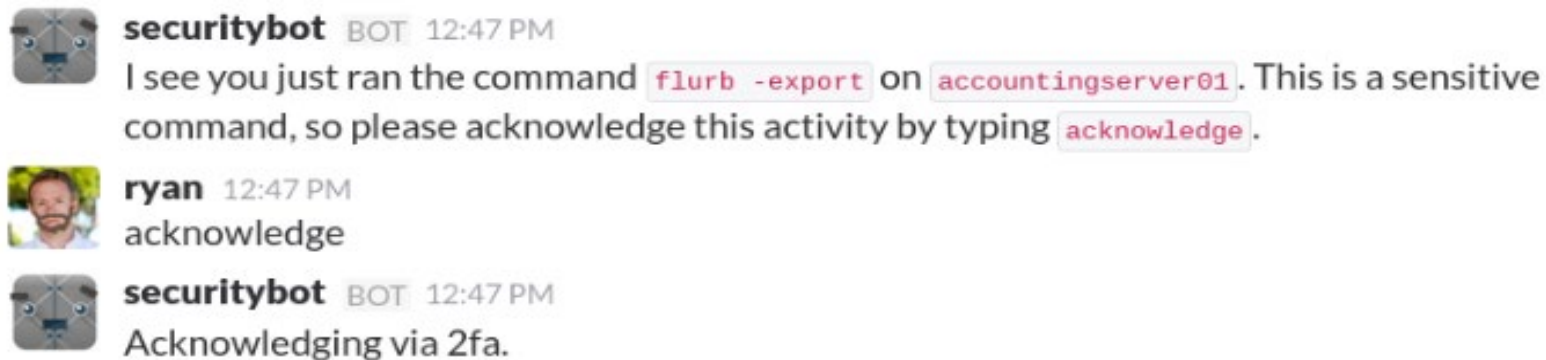 securitybot BOT 12:47 PM
I see you just ran the command flurb -export on accountingserver01. This is a sensitive
command, so please acknowledge this activity by typing acknowledge.
ryan 12:47 PM
acknowledge
securitybot BOT 12:47 PM
Acknowledging via 2fa.